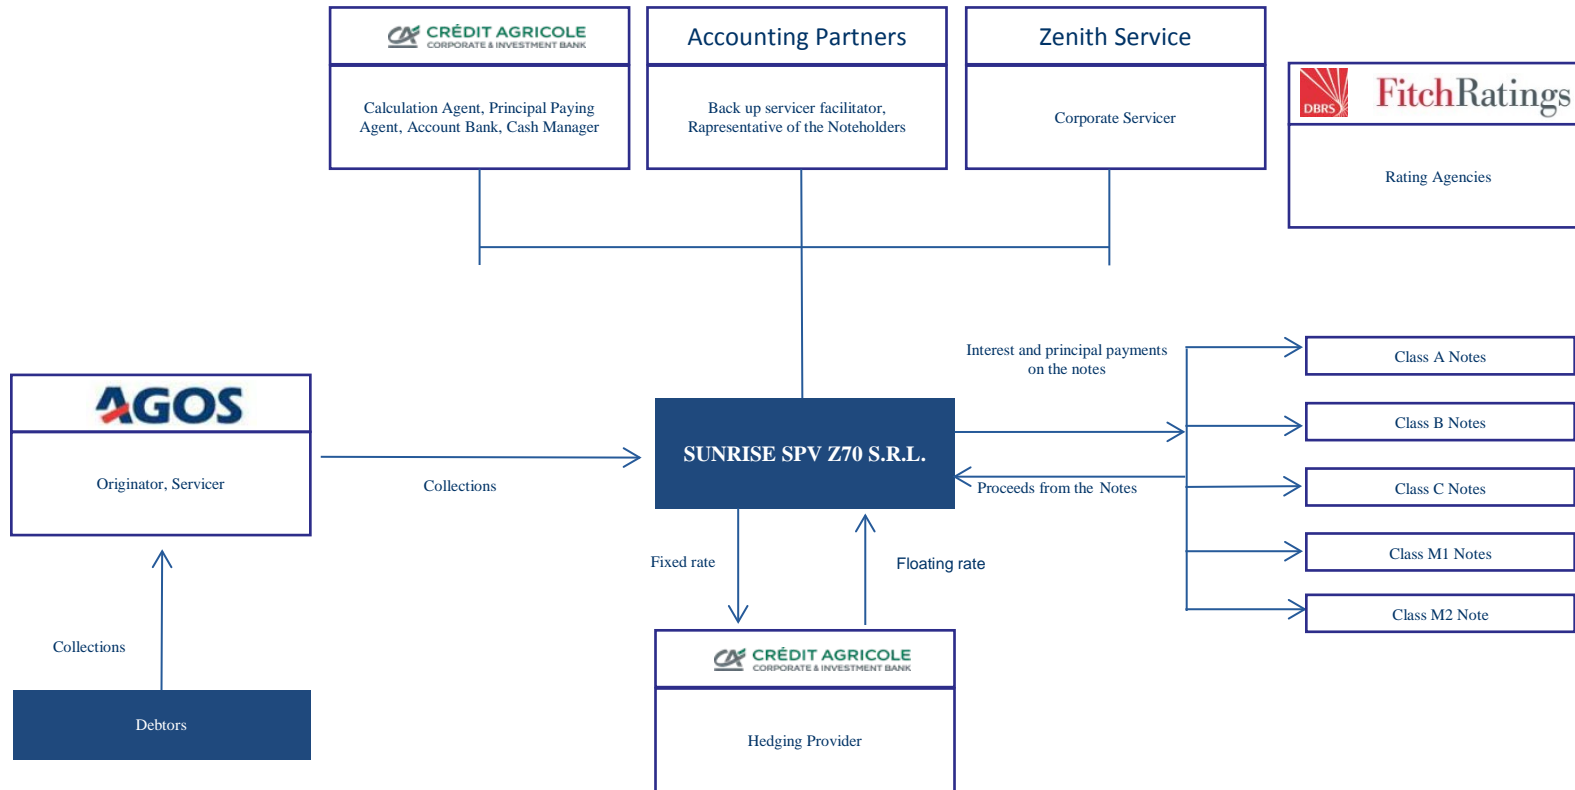 CRÉDIT AGRICOLE
CORPORATE & INVESTMENT BANK
Calculation Agent, Principal Paying
Agent, Account Bank, Cash Manager
Accounting Partners
Back up servicer facilitator,
Rapresentative of the Noteholders
Zenith Service
Corporate Servicer
DBRS
FitchRatings
Rating Agencies
AGOS
Originator, Servicer
Collections
SUNRISE SPV Z70 S.R.L.
Interest and principal payments
on the notes
Proceeds from the Notes
Class A Notes
Class B Notes
Class C Notes
Class M1 Notes
Class M2 Note
Fixed rate
Floating rate
Collections
Debtors
CRÉDIT AGRICOLE
CORPORATE & INVESTMENT BANK
Hedging Provider